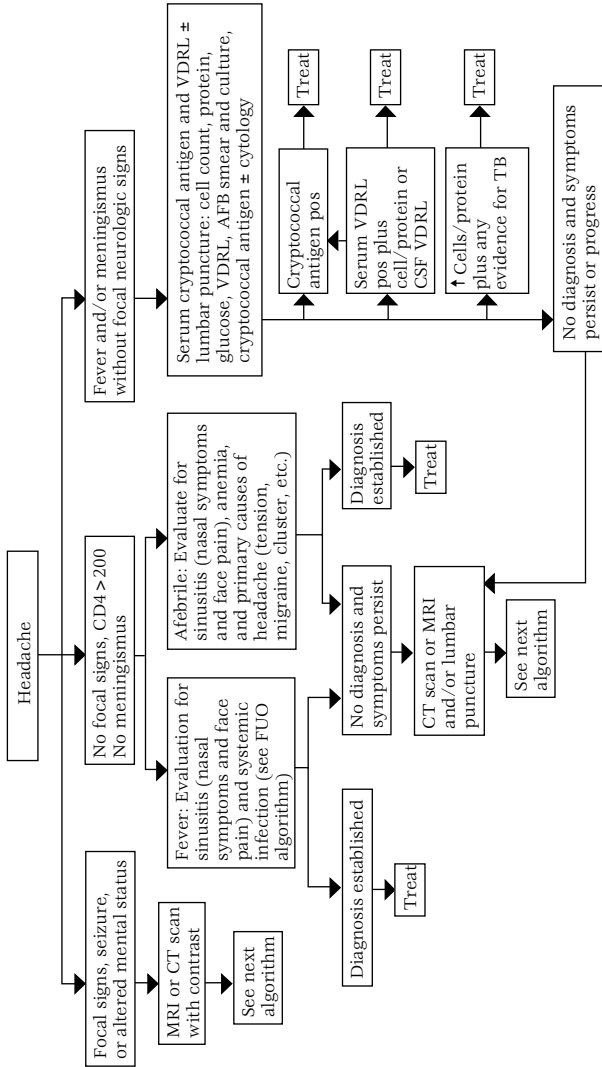 Headache
Focal signs, seizure,
or altered mental status
MRI or CT scan
with contrast
See next
algorithm
No focal signs, CD4 > 200
No meningismus
Fever: Evaluation for
sinusitis (nasal
symptoms and face
pain) and systemic
infection (see FUO
algorithm)
Diagnosis established
Treat
Afebrile: Evaluate for
sinusitis (nasal symptoms
and face pain), anemia,
and primary causes of
headache (tension,
migraine, cluster, etc.)
No diagnosis and
symptoms persist
Diagnosis
established
Treat
CT scan or MRI
and/or lumbar
puncture
See next
algorithm
Fever and/or meningismus
without focal neurologic signs
Serum cryptococcal antigen and VDRL ±
lumbar puncture: cell count, protein,
glucose, VDRL, AFB smear and culture,
cryptococcal antigen ± cytology
Cryptococcal
antigen pos
Treat
Serum VDRL
pos plus
cell/protein or
CSF VDRL
Treat
↑ Cells/protein
plus any
evidence for TB
Treat
No diagnosis and symptoms
persist or progress